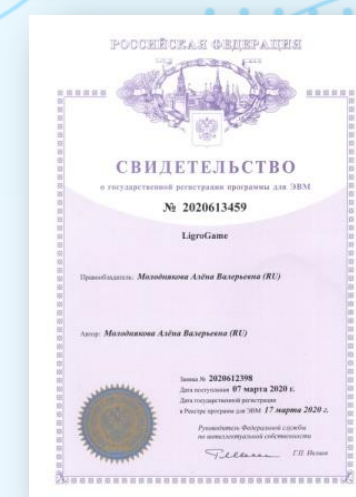 РОССИЙСКАЯ ФЕДЕРАЦИЯ
СВИДЕТЕЛЬСТВО
о государственной регистрации программы для ЭВМ
№ 2020613459
LigroGame
Правообладатель: Молоднякова Алёна Валерьевна (RU)
Автор: Молоднякова Алёна Валерьевна (RU)
Заявка № 2020612398
Дата поступления 07 марта 2020 г.
Дата государственной регистрации
в Реестре программ для ЭВМ 17 марта 2020 г.
Руководитель Федеральной службы
по интеллектуальной собственности
Г.П. Ивлиев